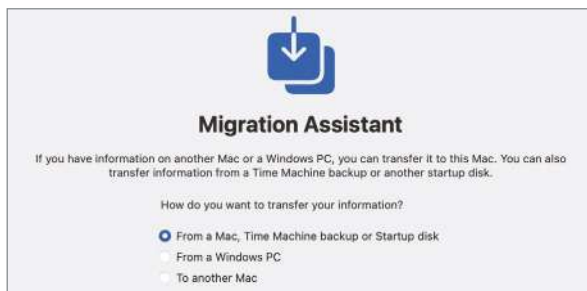 Migration Assistant
If you have information on another Mac or a Windows PC, you can transfer it to this Mac. You can also
transfer information from a Time Machine backup or another startup disk.
How do you want to transfer your information?
From a Mac, Time Machine backup or Startup disk
From a Windows PC
To another Mac